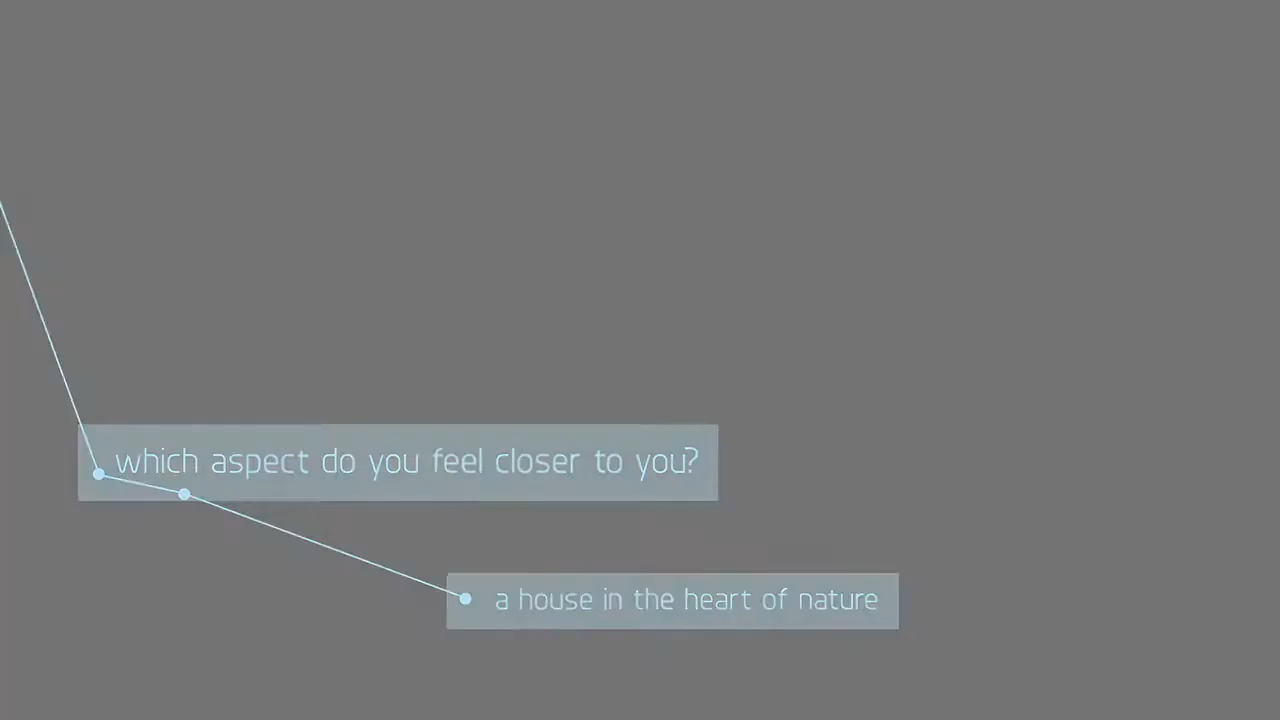 which aspect do you feel closer to you?
a house in the heart of nature